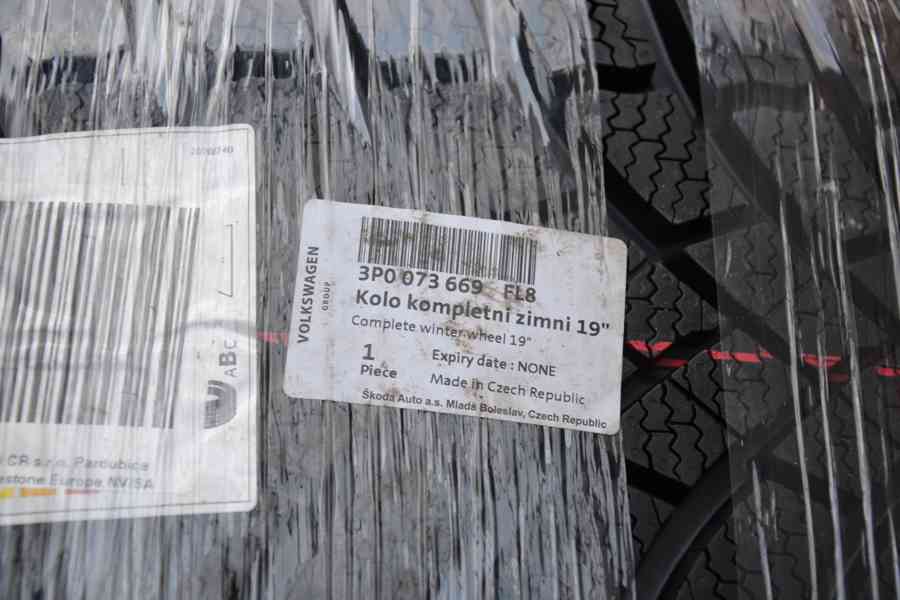 ABC
CR s.r.o. Pardubice
Europe NV/SA
VOLKSWAGEN
GROUP
3P0 073 669 FL8
Kolo kompletni zimni 19"
Complete winter wheel 19"
1
Piece
Expiry date : NONE
Made in Czech Republic
Škoda Auto a.s. Mladá Boleslav, Czech Republic